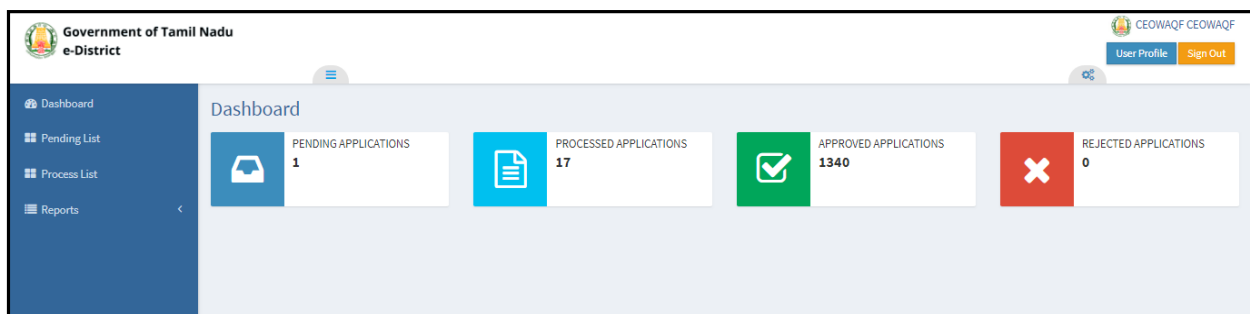 Government of Tamil Nadu
e-District
CEOWAQF CEOWAQF
User Profile
Sign Out
Dashboard
Pending List
Process List
Reports
Dashboard
PENDING APPLICATIONS
1
PROCESSED APPLICATIONS
17
APPROVED APPLICATIONS
1340
REJECTED APPLICATIONS
0